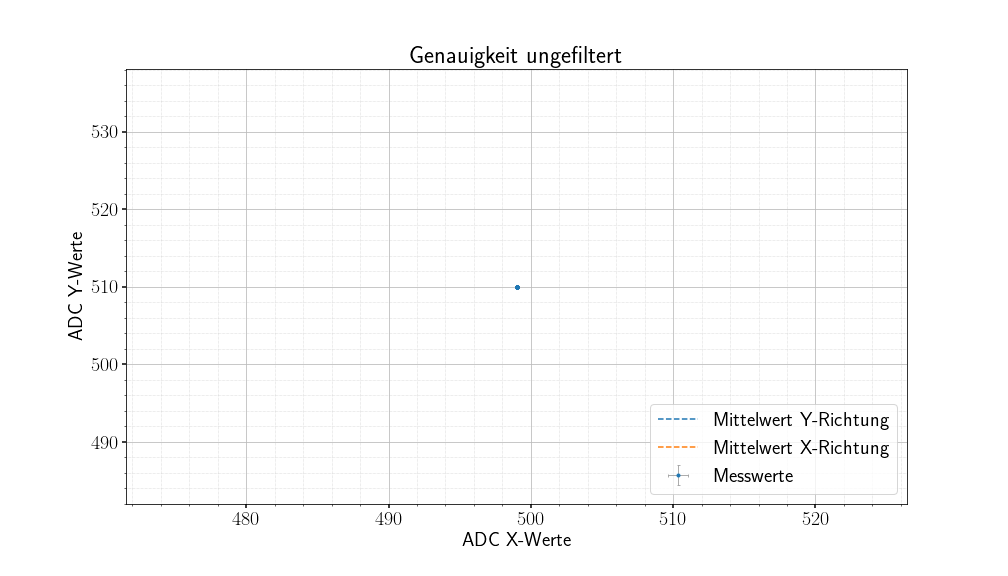 Genauigkeit ungefiltert
ADC Y-Werte
530
520
510
500
490
Mittelwert Y-Richtung
Mittelwert X-Richtung
Messwerte
480 490 500 510 520
ADC X-Werte